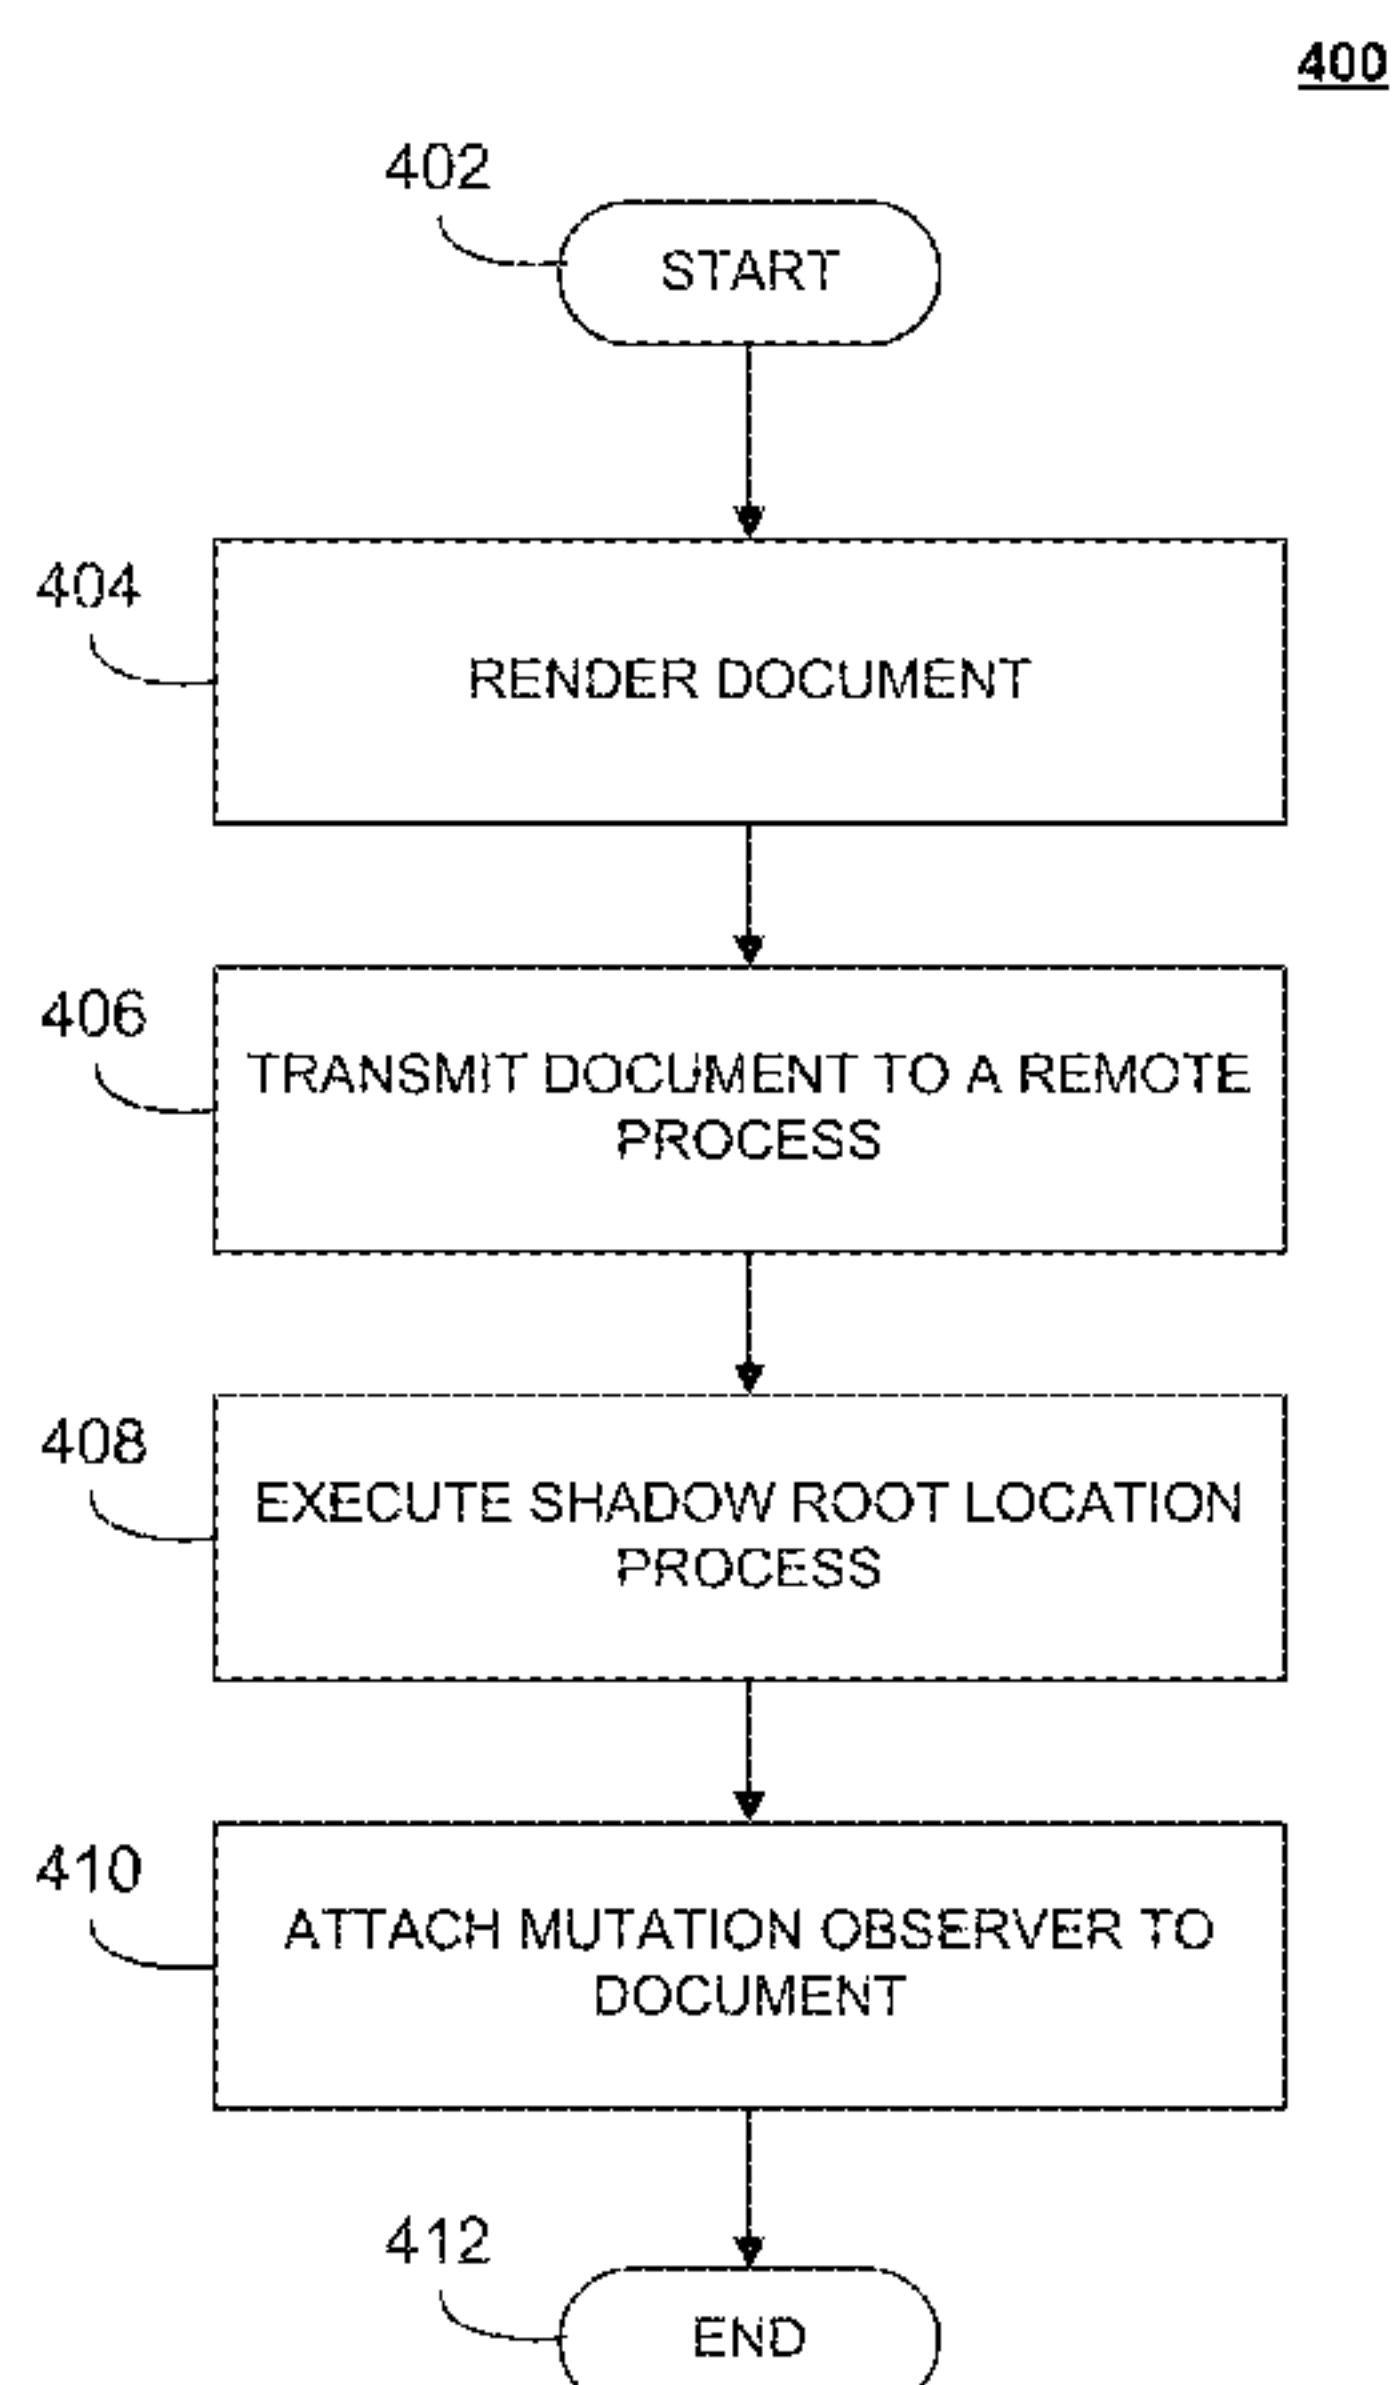 400
402
START
404
RENDER DOCUMENT
406
TRANSMIT DOCUMENT TO A REMOTE
PROCESS
408
EXECUTE SHADOW ROOT LOCATION
PROCESS
410
ATTACH MUTATION OBSERVER TO
DOCUMENT
412
END